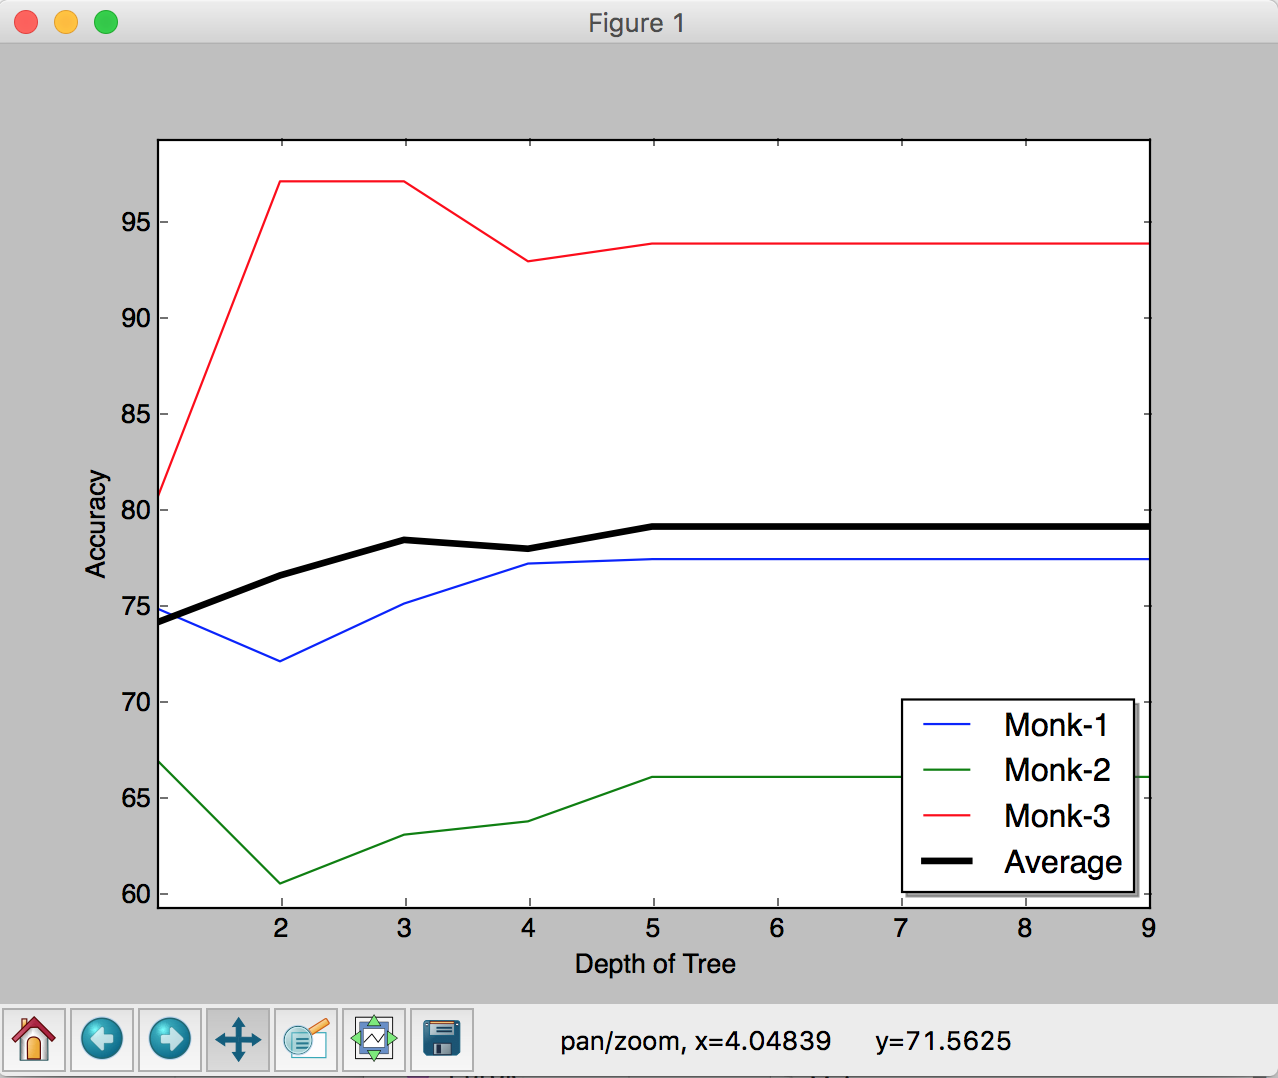 Figure 1
95
90
85
80
75
70
65
60
Accuracy
2 3 4 5 6 7 8 9
Depth of Tree
Monk-1
Monk-2
Monk-3
Average
pan/zoom, x=4.04839 y=71.5625